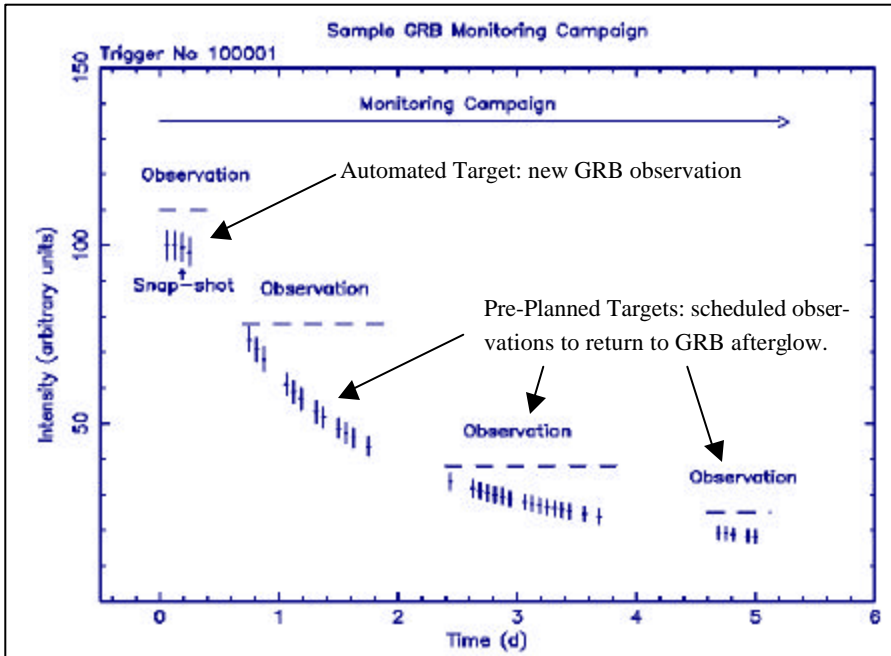 Sample GRB Monitoring Campaign
Trigger No 100001
Monitoring Campaign
Observation
Automated Target: new GRB observation
Snap-shot
Observation
Pre-Planned Targets: scheduled obser-
vations to return to GRB afterglow.
Observation
Observation
Intensity (arbitrary units)
150
100
50
0
1
2
3
4
5
6
Time (d)